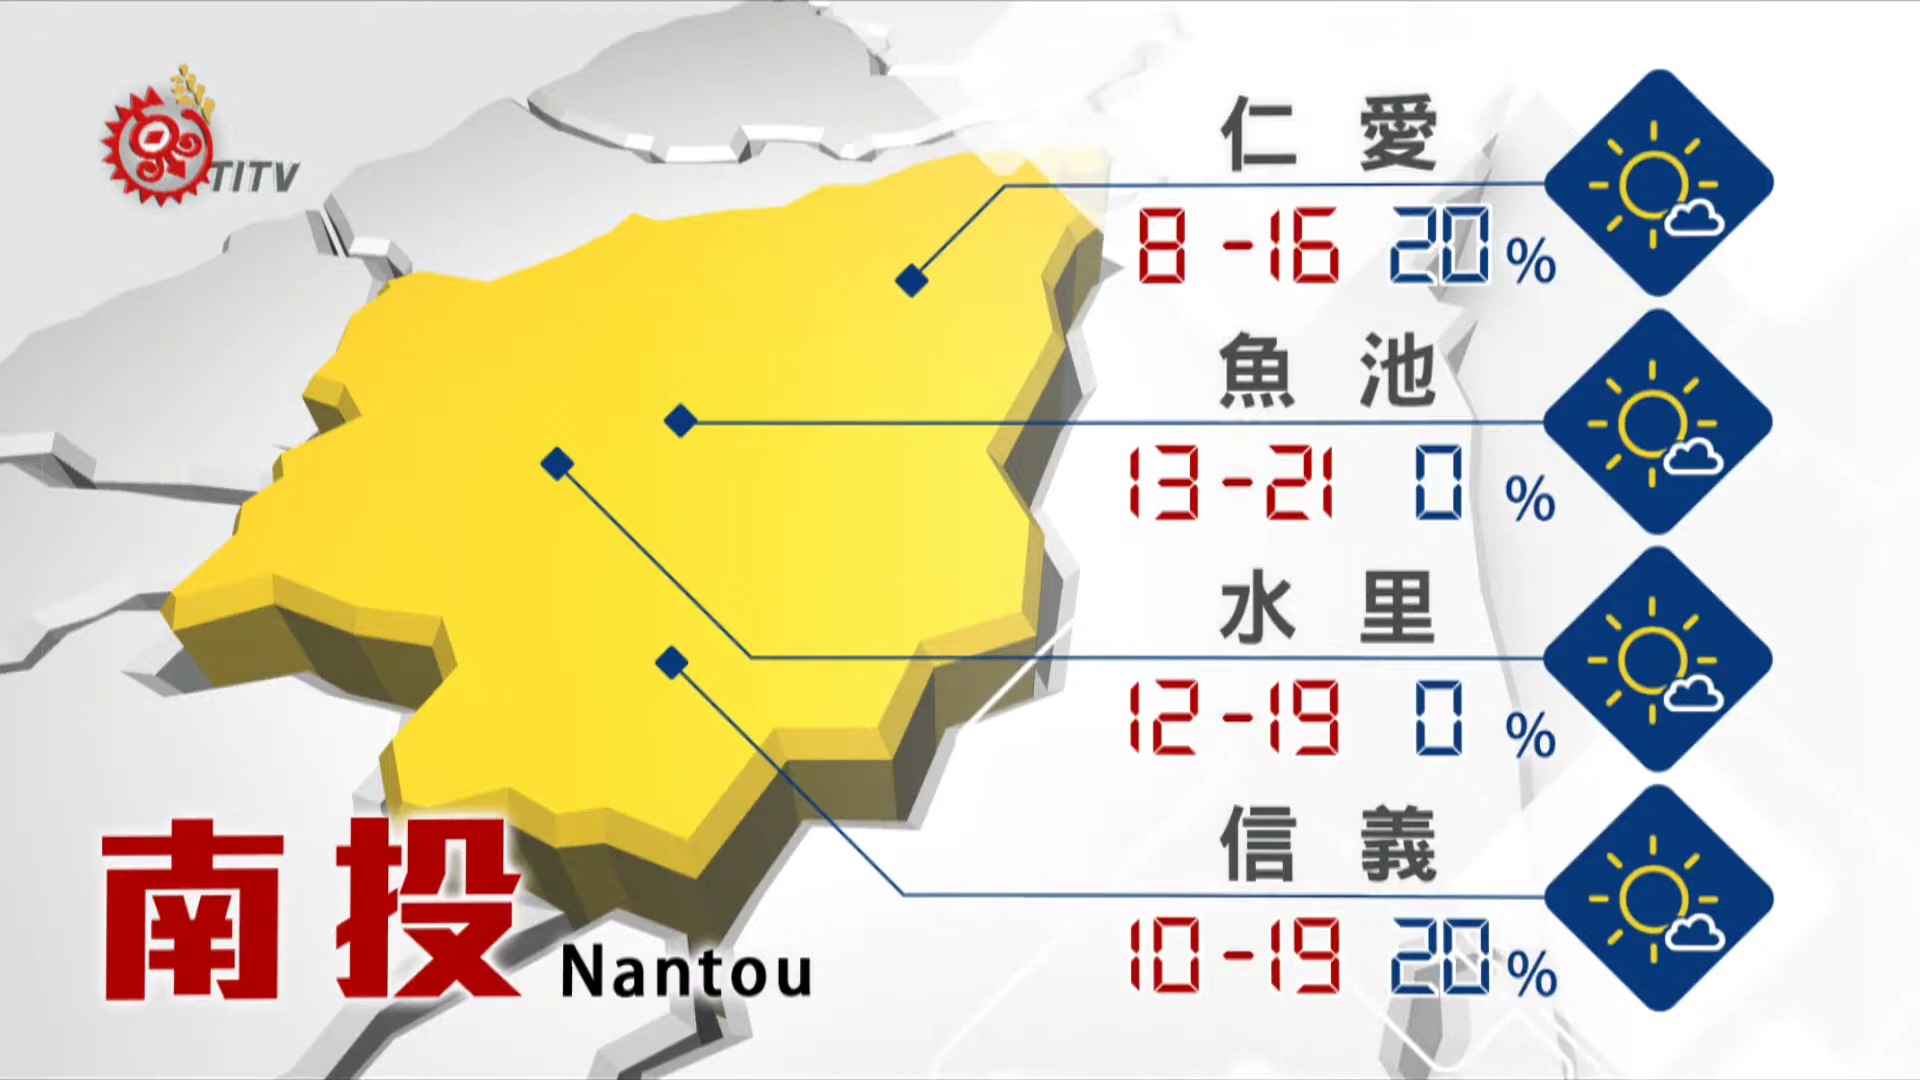 TITV
仁愛
8 -16 20 %
魚池
13-21 0 %
水里
12-19 0 %
信義
10-19 20 %
南投 Nantou